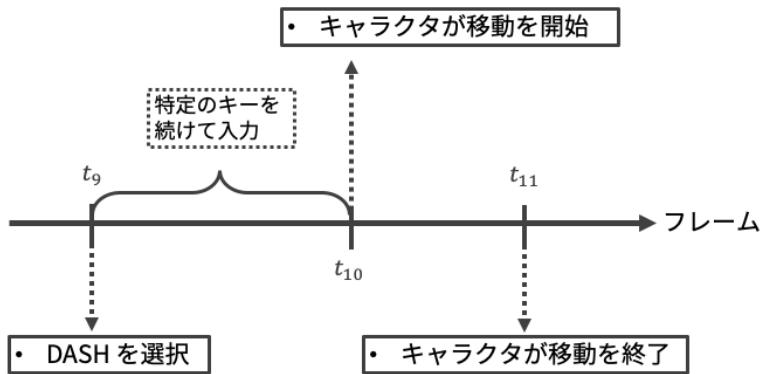 • キャラクタが移動を開始
特定のキーを
続けて入力
t₉
t₁₁
フレーム
t₁₀
• DASH を選択
• キャラクタが移動を終了